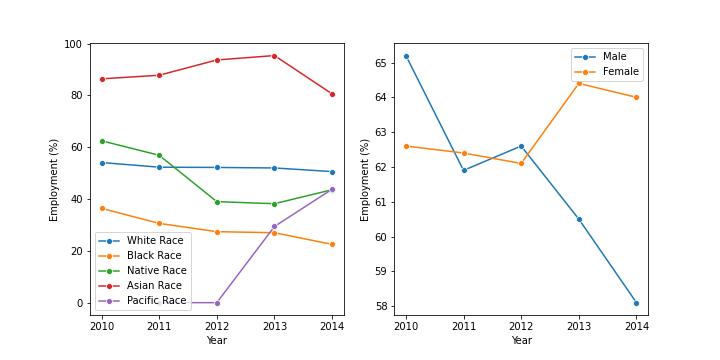 100
80
60
40
20
0
Employment (%)
White Race
Black Race
Native Race
Asian Race
Pacific Race
2010 2011 2012 2013 2014
Year
65
64
63
62
61
60
59
58
Employment (%)
Male
Female
2010 2011 2012 2013 2014
Year